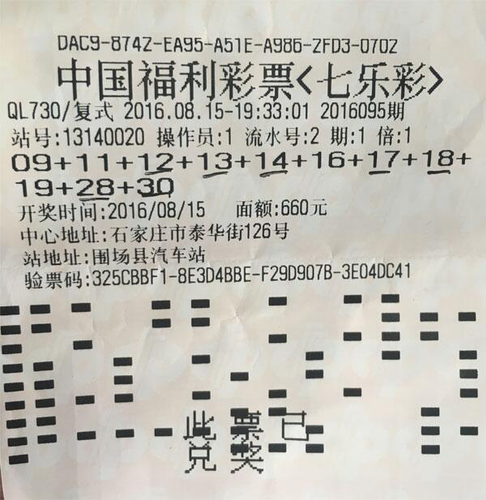 DAC9-8742-EA95-A51E-A986-2FD3-0702
中国福利彩票<七乐彩>
QL730/复式 2016.08.15-19:33:01 2016095期
站号:13140020 操作员:1 流水号:2 期:1 倍:1
09+11+12+13+14+16+17+18+
19+28+30
开奖时间:2016/08/15 面额:660元
中心地址:石家庄市泰华街126号
站地址:围场县汽车站
验票码:325CBBF1-8E3D4BBE-F29D907B-3E04DC41
此票已
兑奖